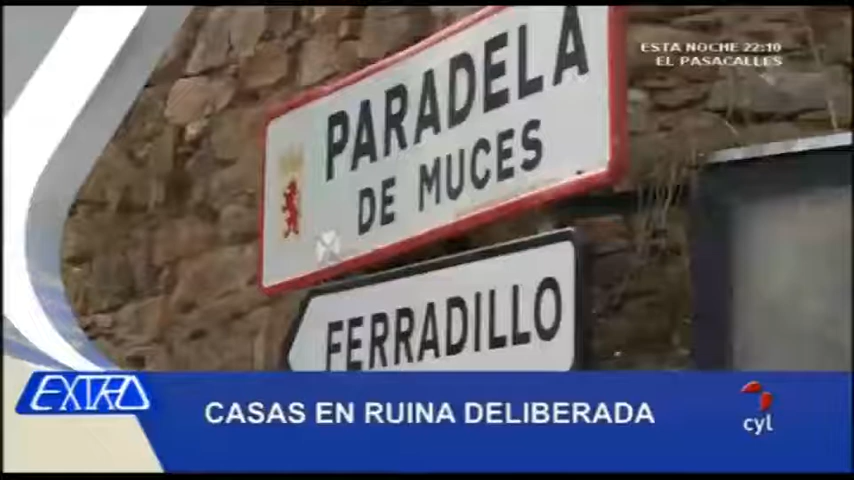 ESTA NOCHE 22:10
EL PASACALLES
PARADELA
DE MUCES
FERRADILLO
EXTRA
CASAS EN RUINA DELIBERADA
cyl